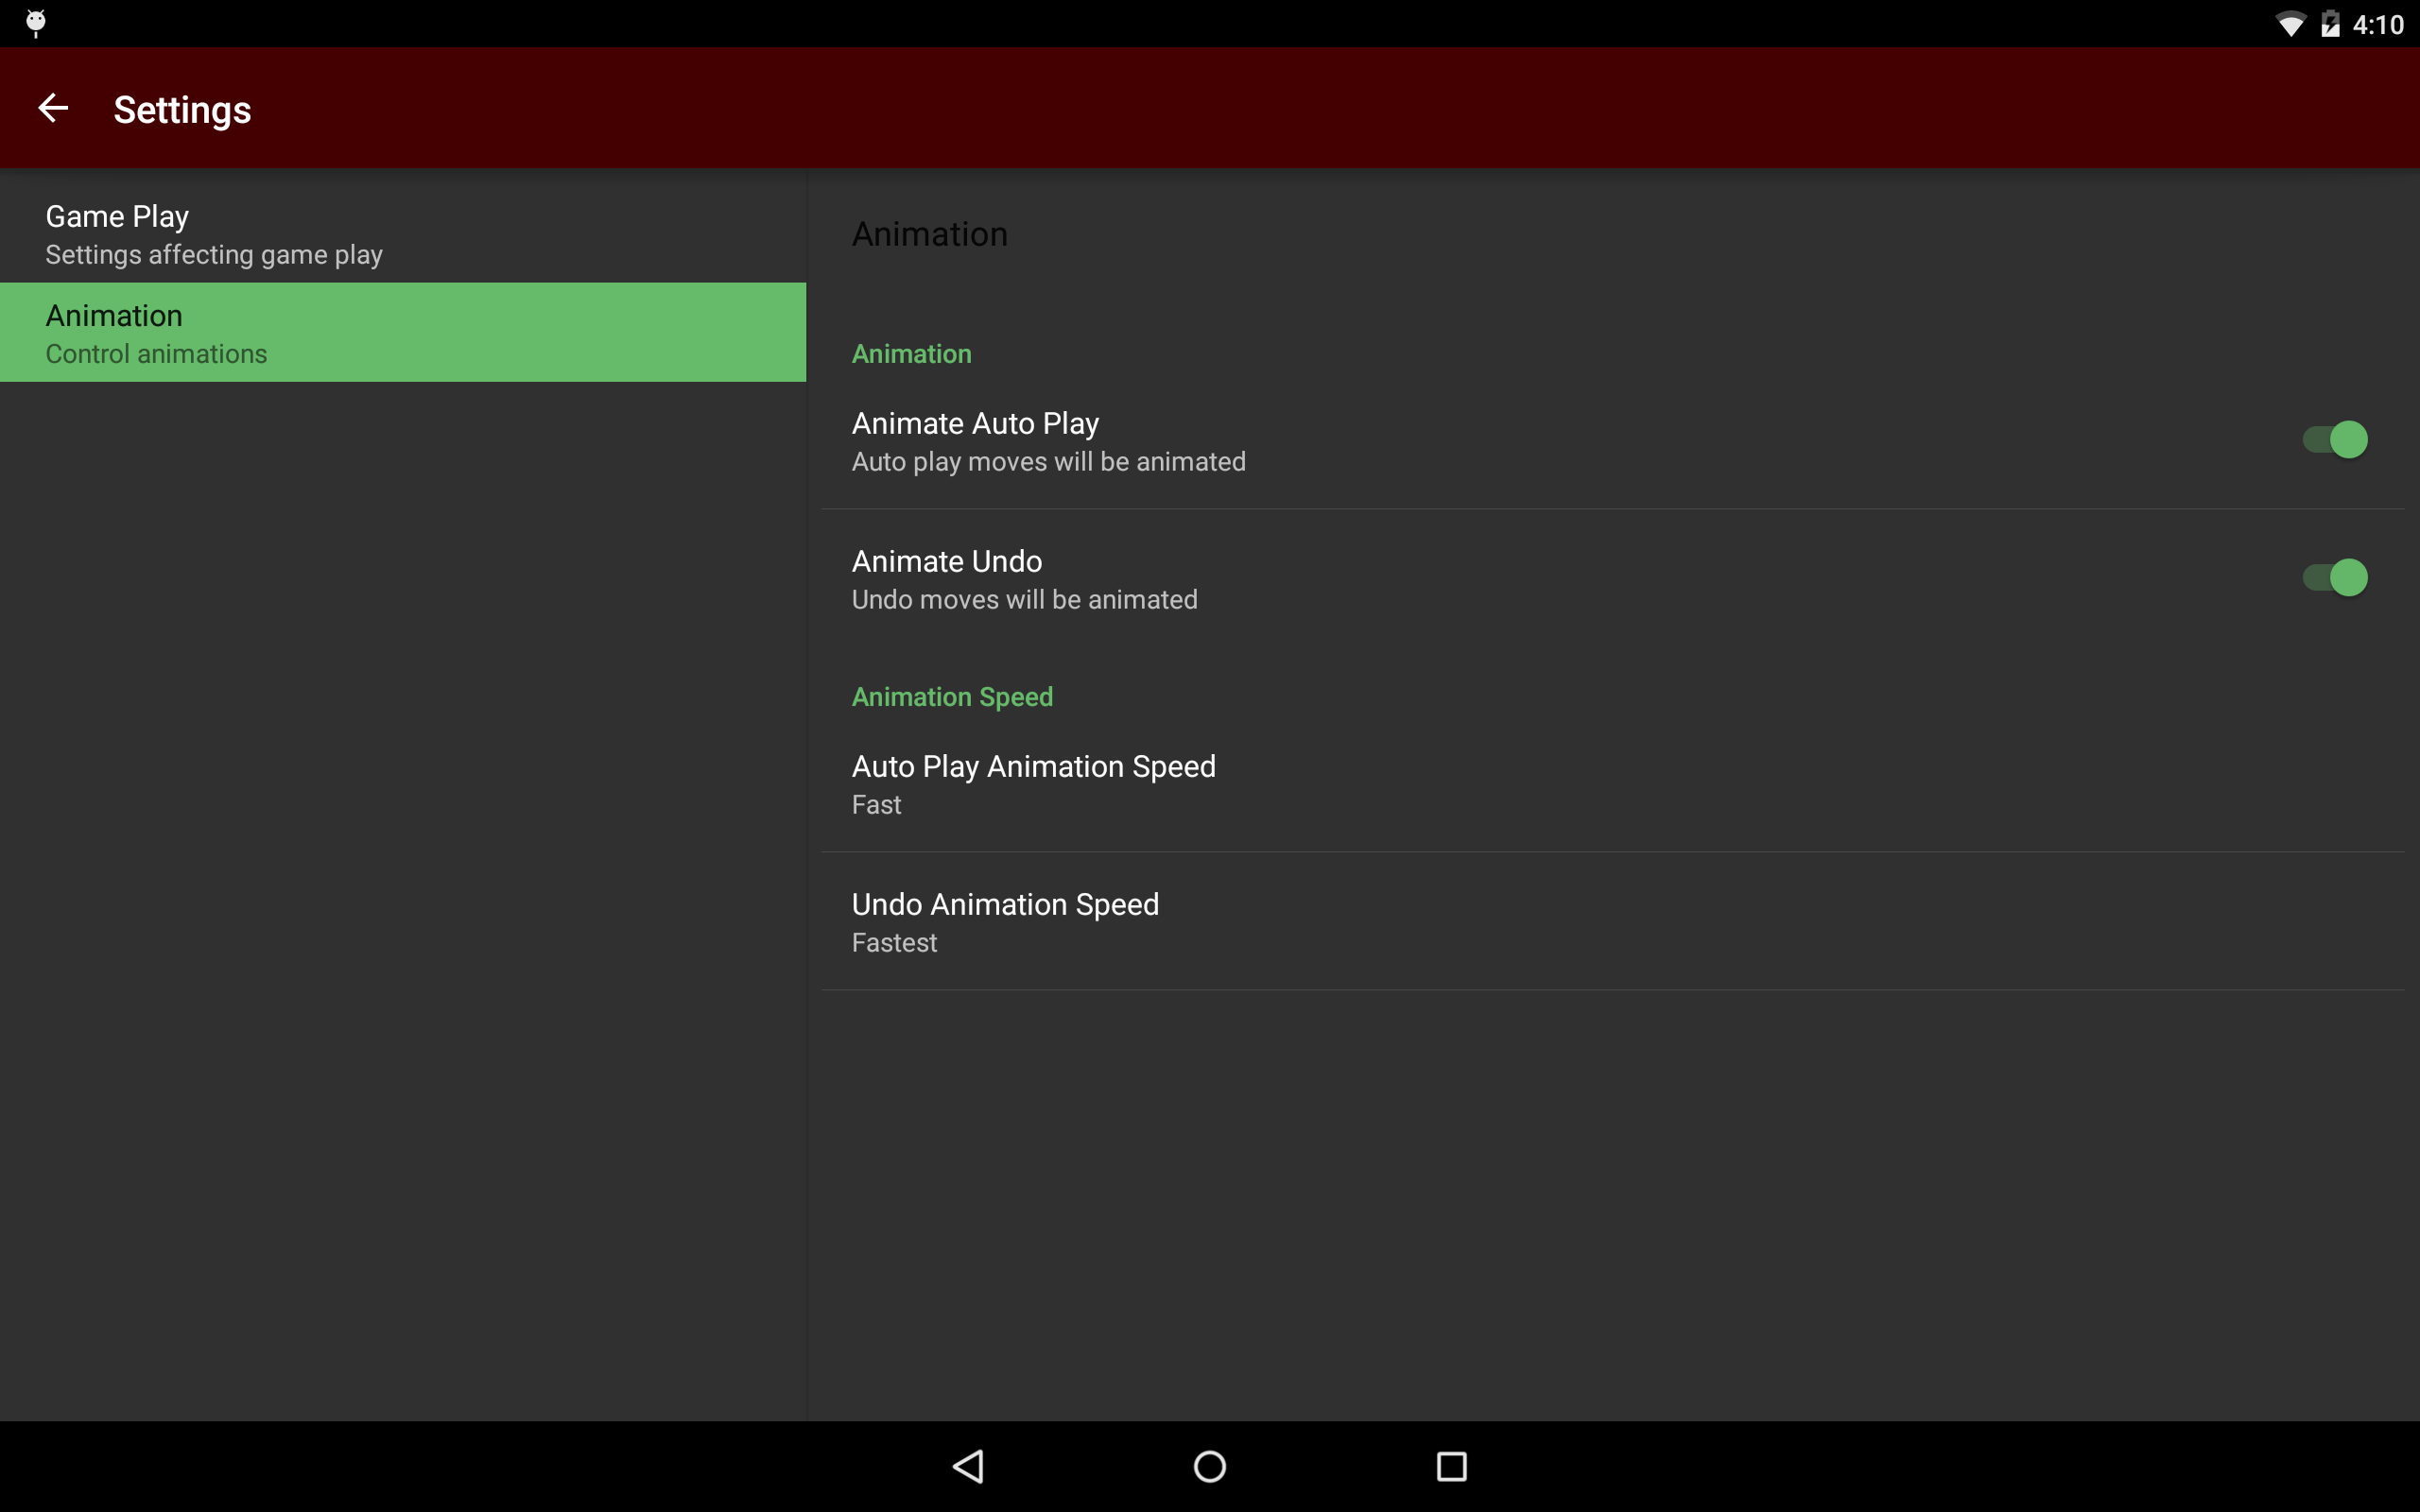 4:10
Settings
Game Play
Settings affecting game play
Animation
Control animations
Animation
Animation
Animate Auto Play
Auto play moves will be animated
Animate Undo
Undo moves will be animated
Animation Speed
Auto Play Animation Speed
Fast
Undo Animation Speed
Fastest